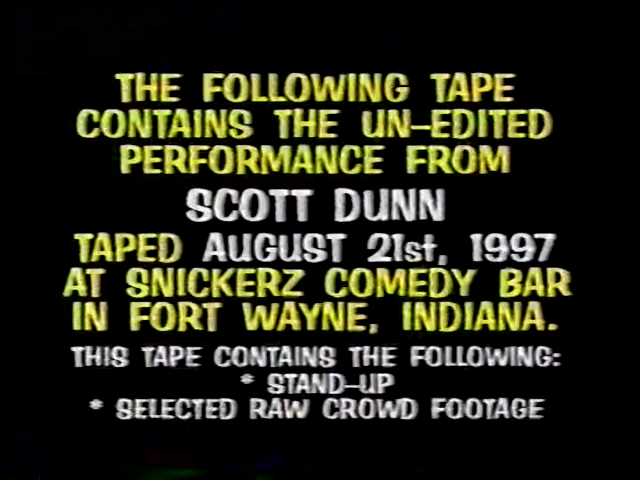 THE FOLLOWING TAPE
CONTAINS THE UN-EDITED
PERFORMANCE FROM
SCOTT DUNN
TAPED AUGUST 21st, 1997
AT SNICKERZ COMEDY BAR
IN FORT WAYNE, INDIANA.
THIS TAPE CONTAINS THE FOLLOWING:
* STAND-UP
* SELECTED RAW CROWD FOOTAGE